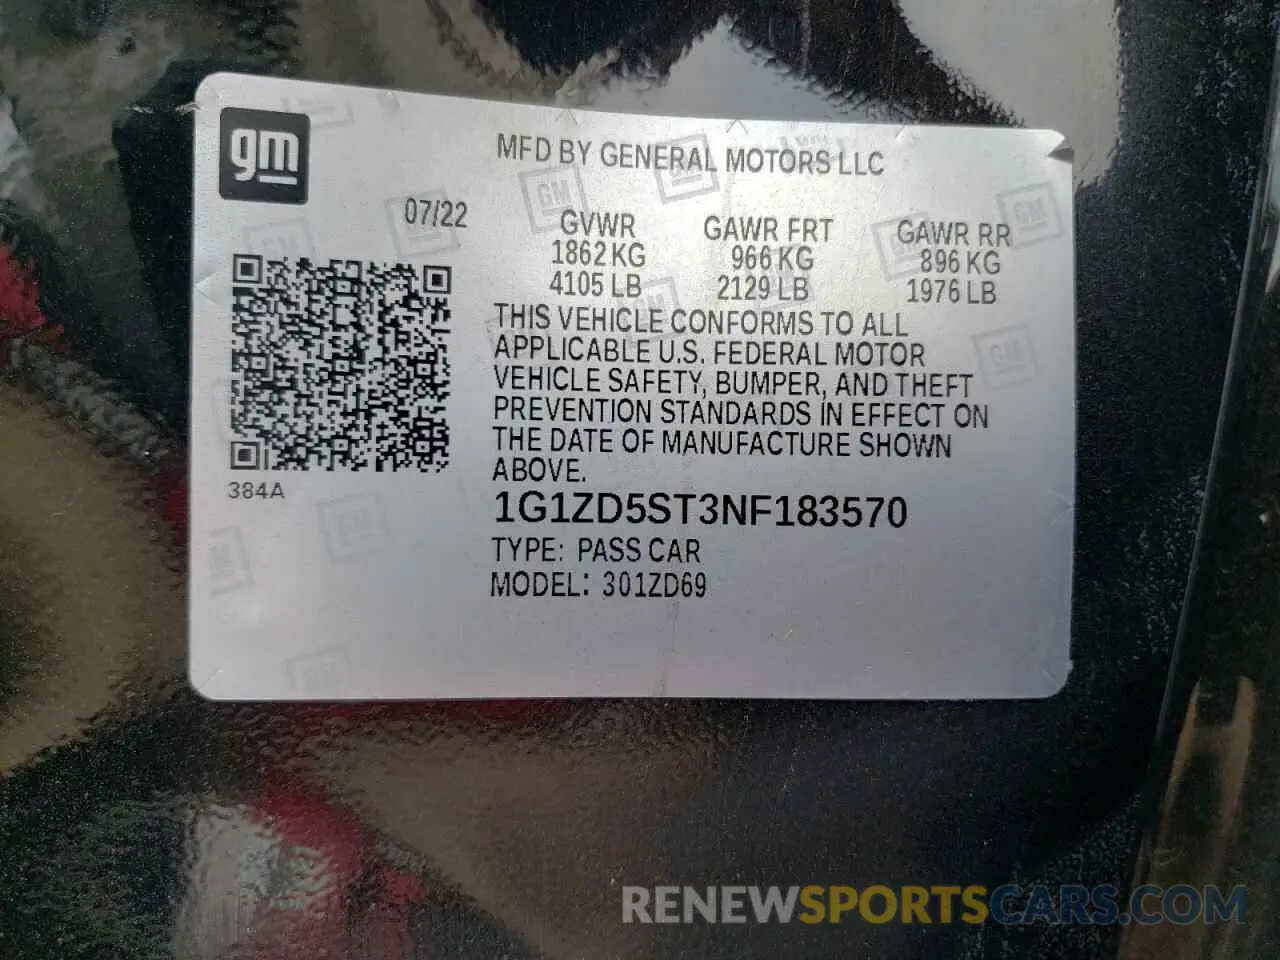 gm
MFD BY GENERAL MOTORS LLC
07/22
GVWR GAWR FRT GAWR RR
1862 KG 966 KG 896 KG
4105 LB 2129 LB 1976 LB
THIS VEHICLE CONFORMS TO ALL
APPLICABLE U.S. FEDERAL MOTOR
VEHICLE SAFETY, BUMPER, AND THEFT
PREVENTION STANDARDS IN EFFECT ON
THE DATE OF MANUFACTURE SHOWN
ABOVE.
384A
1G1ZD5ST3NF183570
TYPE: PASS CAR
MODEL: 301ZD69
RENEWSPORTSCARS.COM